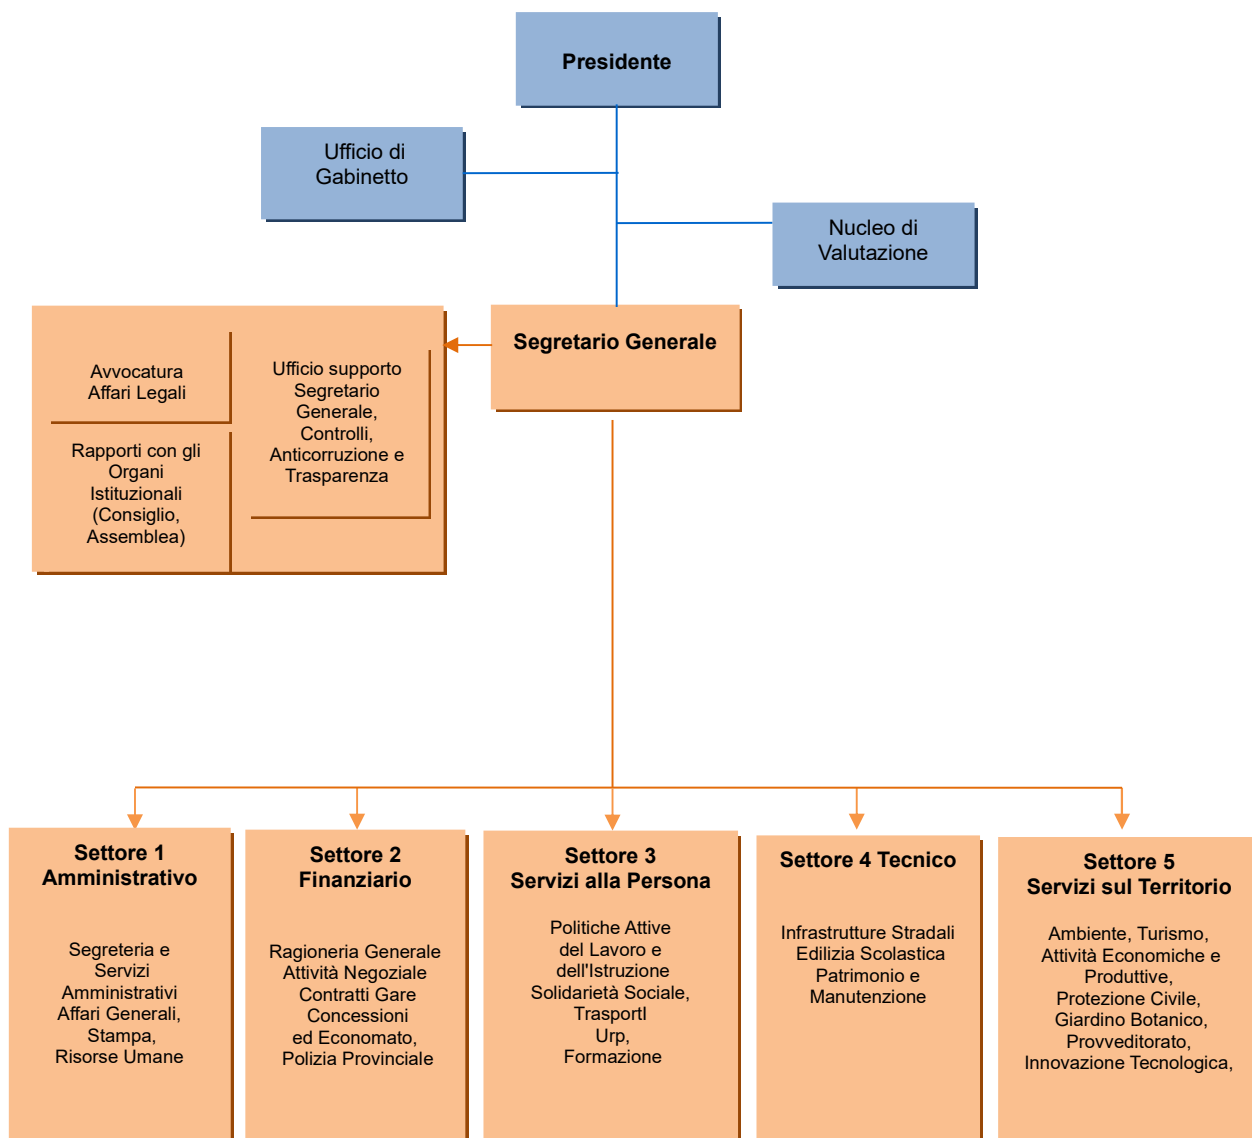 Presidente
Ufficio di
Gabinetto
Nucleo di
Valutazione
Segretario Generale
Avvocatura
Affari Legali
Rapporti con gli
Organi
Istituzionali
(Consiglio,
Assemblea)
Ufficio supporto
Segretario
Generale,
Controlli,
Anticorruzione e
Trasparenza
Settore 1
Amministrativo
Segreteria e
Servizi
Amministrativi
Affari Generali,
Stampa,
Risorse Umane
Settore 2
Finanziario
Ragioneria Generale
Attività Negoziale
Contratti Gare
Concessioni
ed Economato,
Polizia Provinciale
Settore 3
Servizi alla Persona
Politiche Attive
del Lavoro e
dell'Istruzione
Solidarietà Sociale,
TrasportI
Urp,
Formazione
Settore 4 Tecnico
Infrastrutture Stradali
Edilizia Scolastica
Patrimonio e
Manutenzione
Settore 5
Servizi sul Territorio
Ambiente, Turismo,
Attività Economiche e
Produttive,
Protezione Civile,
Giardino Botanico,
Provveditorato,
Innovazione Tecnologica,